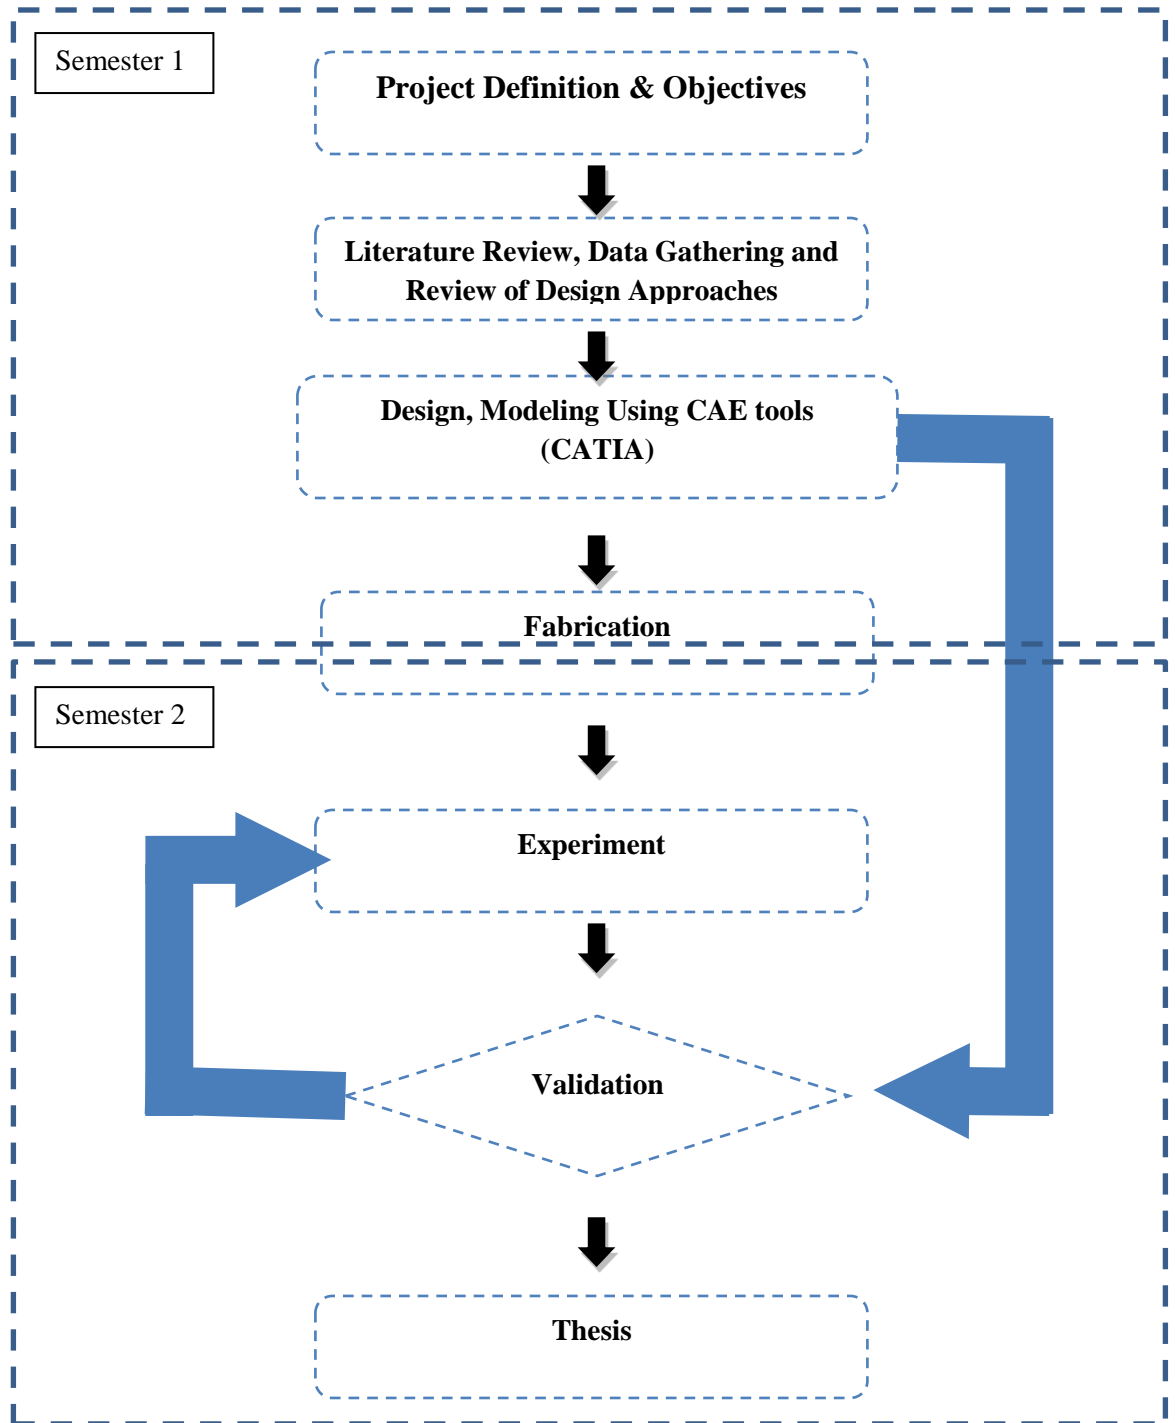 Semester 1
Project Definition & Objectives
Literature Review, Data Gathering and
Review of Design Approaches
Design, Modeling Using CAE tools
(CATIA)
Fabrication
Semester 2
Experiment
Validation
Thesis